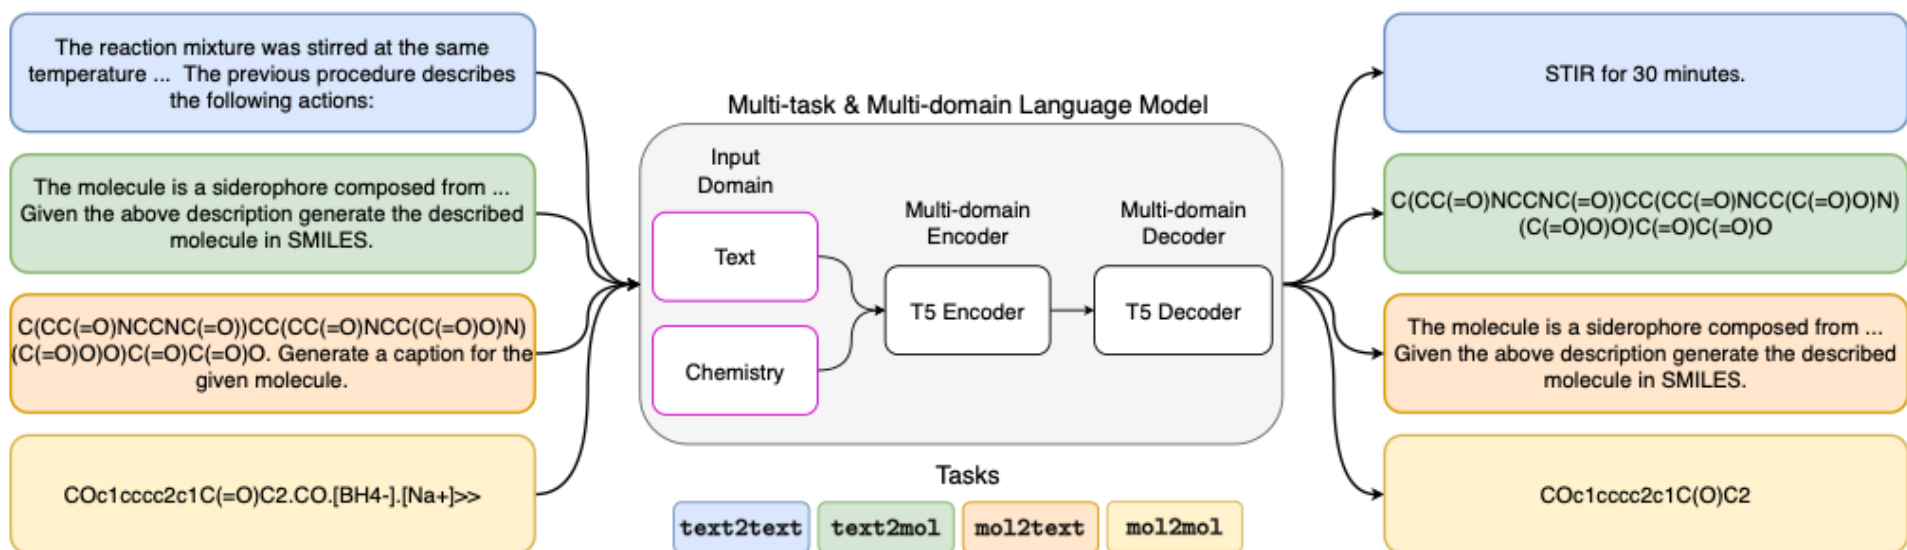 The reaction mixture was stirred at the same
temperature ... The previous procedure describes
the following actions:
The molecule is a siderophore composed from ...
Given the above description generate the described
molecule in SMILES.
C(CC(=O)NCCNC(=O))CC(CC(=O)NCC(C(=O)O)N)
(C(=O)O)O)C(=O)C(=O)O. Generate a caption for the
given molecule.
COc1cccc2c1C(=O)C2.CO.[BH4-].[Na+]>>
Multi-task & Multi-domain Language Model
Input
Domain
Text
Chemistry
Multi-domain
Encoder
T5 Encoder
Multi-domain
Decoder
T5 Decoder
Tasks
text2text
text2mol
mol2text
mol2mol
STIR for 30 minutes.
C(CC(=O)NCCNC(=O))CC(CC(=O)NCC(C(=O)O)N)
(C(=O)O)O)C(=O)C(=O)O
The molecule is a siderophore composed from ...
Given the above description generate the described
molecule in SMILES.
COc1cccc2c1C(O)C2